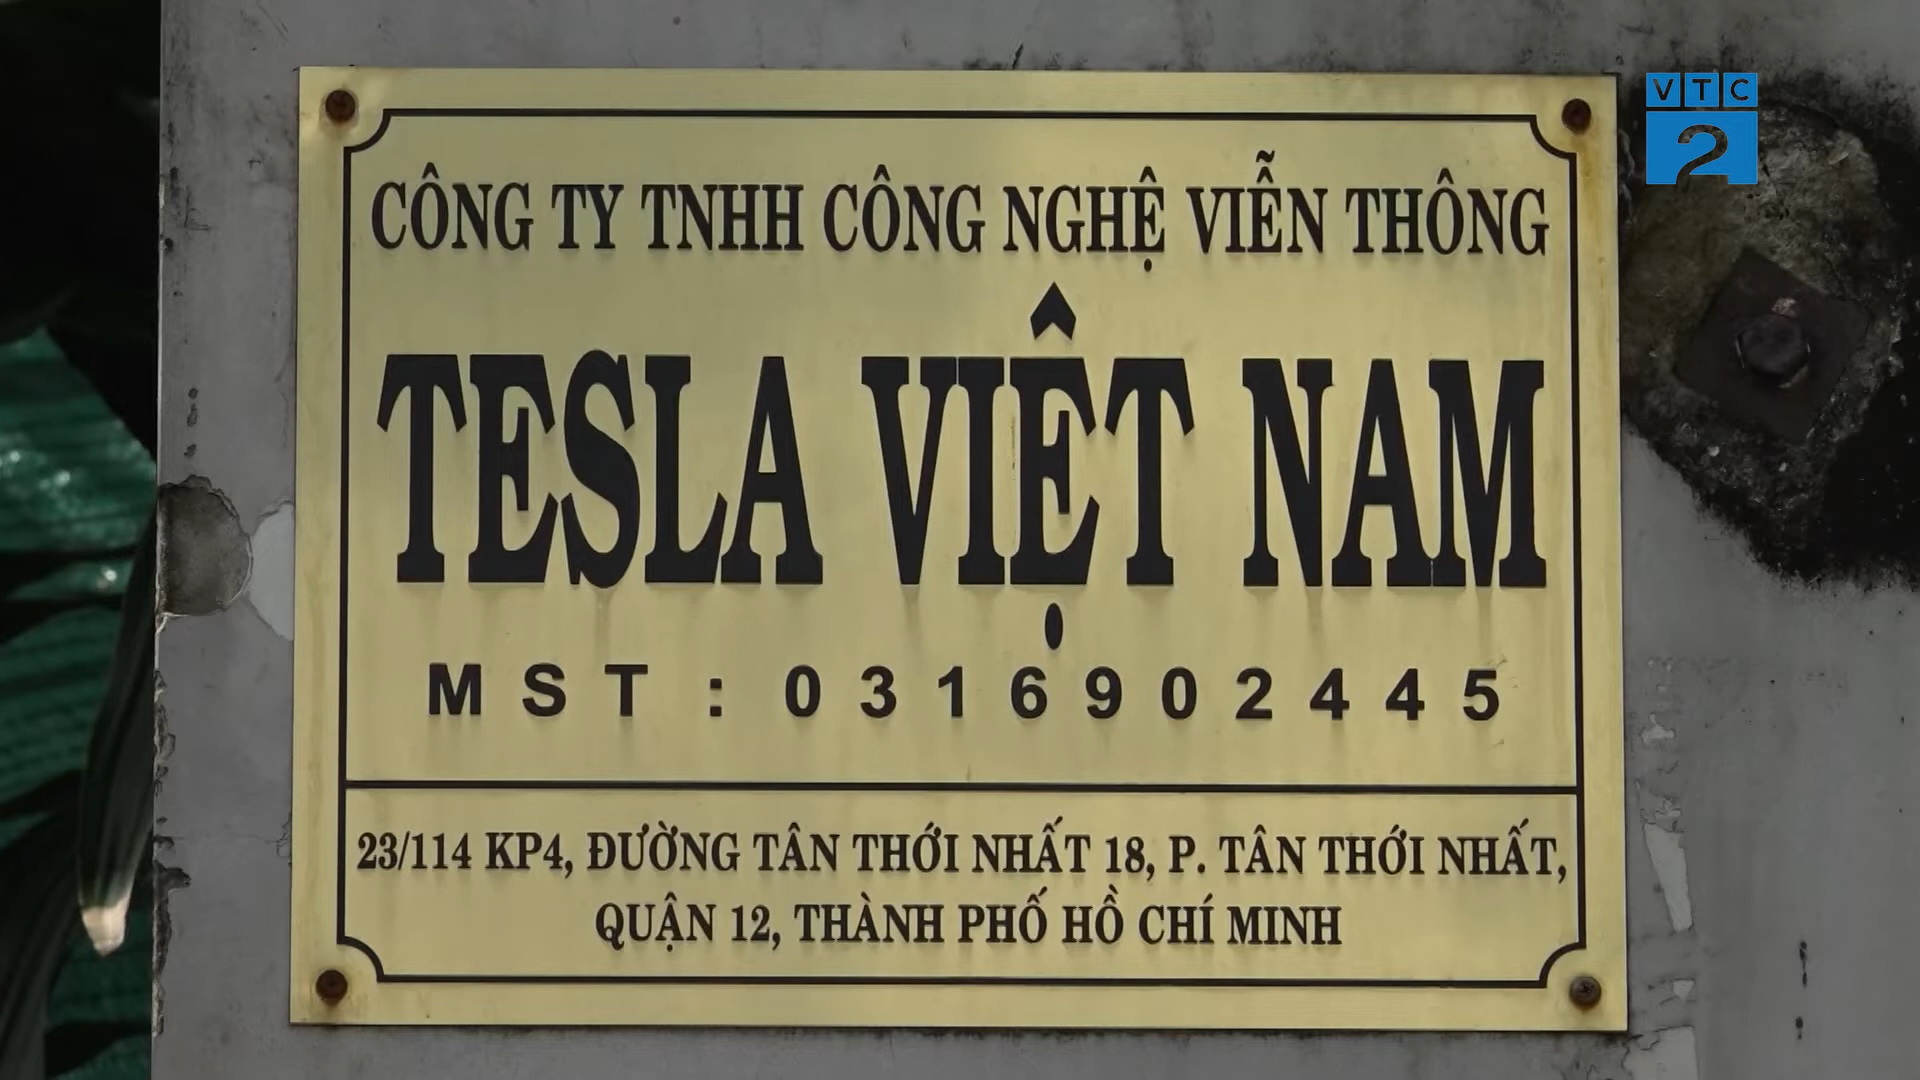 VTC
2
CÔNG TY TNHH CÔNG NGHỆ VIỄN THÔNG
TESLA VIỆT NAM
MST: 0316902445
23/114 KP4, ĐƯỜNG TÂN THỚI NHẤT 18, P. TÂN THỚI NHẤT,
QUẬN 12, THÀNH PHỐ HỒ CHÍ MINH